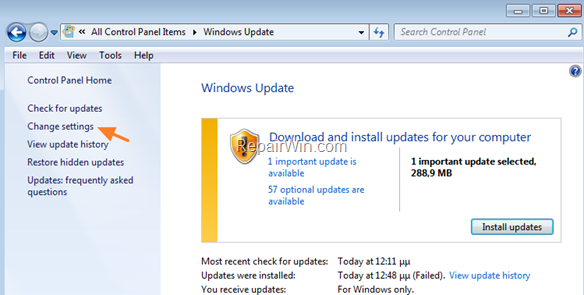 All Control Panel Items ▸ Windows Update
Search Control Panel
File Edit View Tools Help
Control Panel Home
Check for updates
Change settings
View update history
Restore hidden updates
Updates: frequently asked
questions
Windows Update
Download and install updates for your computer
1 important update is
available
57 optional updates are
available
1 important update selected,
288,9 MB
RepairWin.com
Install updates
Most recent check for updates: Today at 12:11 μμ
Updates were installed: Today at 12:48 μμ (Failed). View update history
You receive updates: For Windows only.